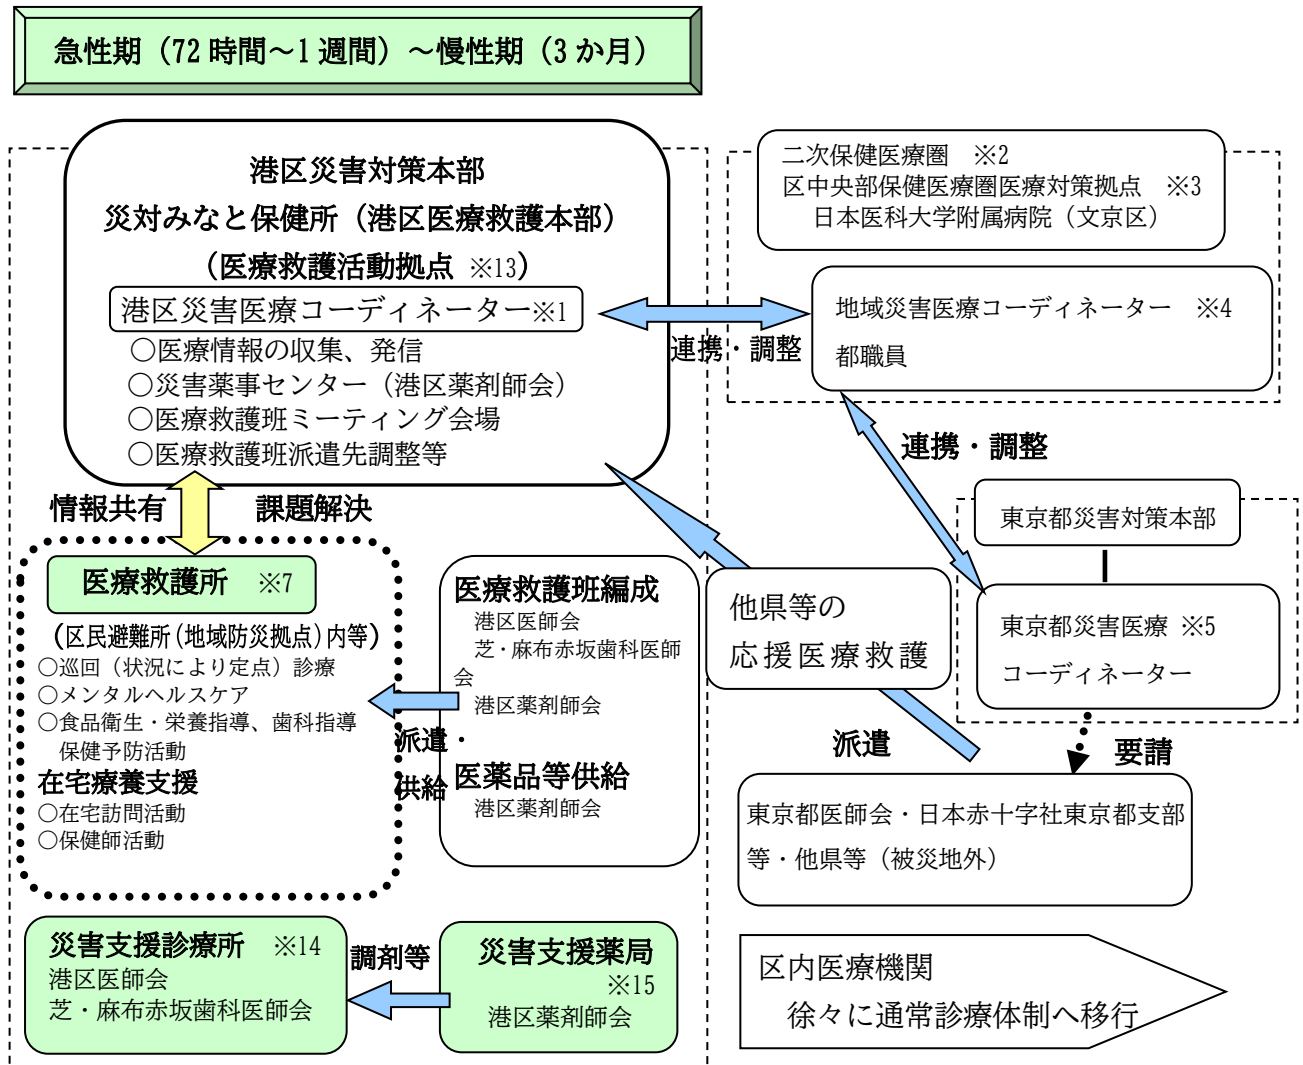 急性期（72時間～1週間）～慢性期（3か月）
港区災害対策本部
災対みなと保健所（港区医療救護本部）
（医療救護活動拠点 ※13）
港区災害医療コーディネーター※1
○医療情報の収集、発信
○災害薬事センター（港区薬剤師会）
○医療救護班ミーティング会場
○医療救護班派遣先調整等
二次保健医療圏　※2
区中央部保健医療圏医療対策拠点　※3
日本医科大学附属病院（文京区）
地域災害医療コーディネーター　※4
都職員
連携・調整
連携・調整
情報共有
課題解決
東京都災害対策本部
東京都災害医療 ※5
コーディネーター
医療救護所　※7
（区民避難所(地域防災拠点)内等）
○巡回（状況により定点）診療
○メンタルヘルスケア
○食品衛生・栄養指導、歯科指導
保健予防活動
在宅療養支援
○在宅訪問活動
○保健師活動
医療救護班編成
港区医師会
芝・麻布赤坂歯科医師
会
港区薬剤師会
医薬品等供給
港区薬剤師会
派遣・
供給
他県等の
応援医療救護
派遣
要請
東京都医師会・日本赤十字社東京都支部
等・他県等（被災地外）
災害支援診療所　※14
港区医師会
芝・麻布赤坂歯科医師会
調剤等
災害支援薬局
※15
港区薬剤師会
区内医療機関
徐々に通常診療体制へ移行